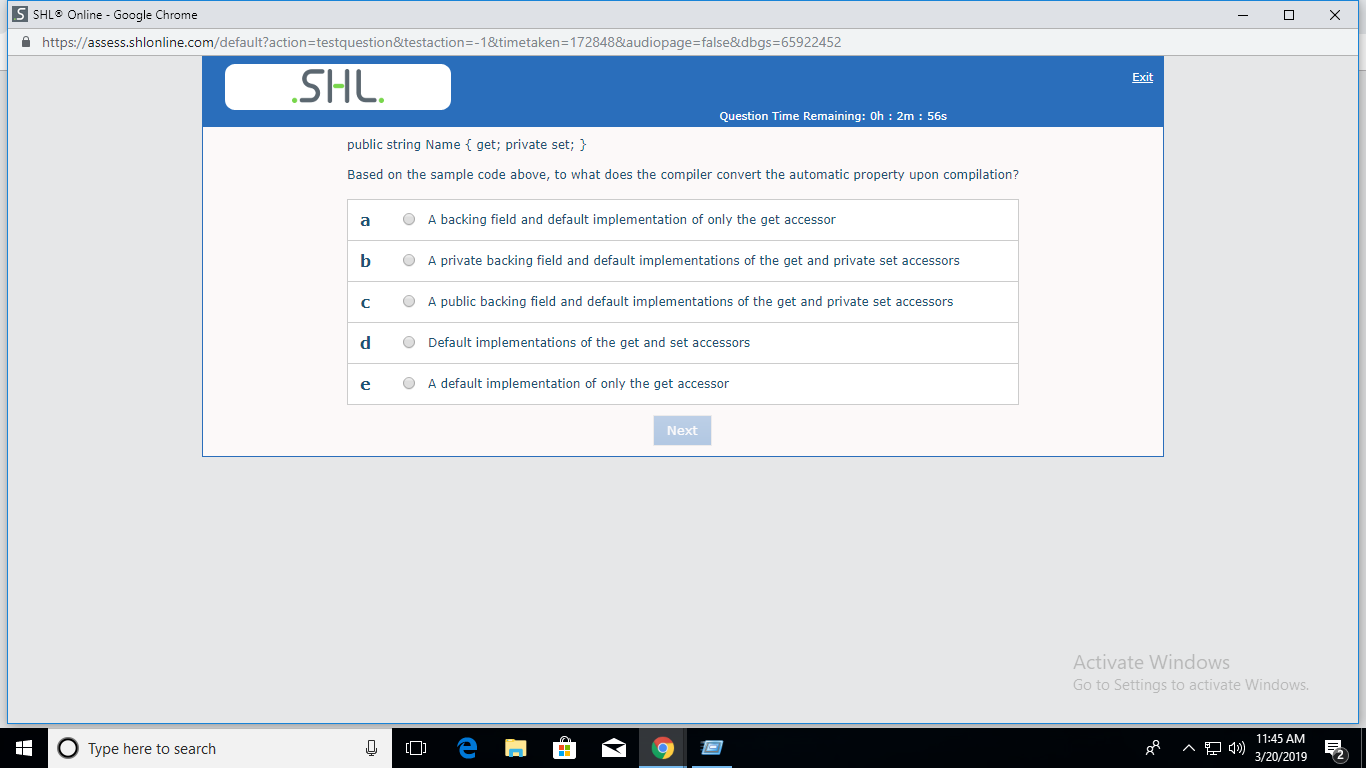 SHL® Online - Google Chrome
https://assess.shlonline.com/default?action=testquestion&testaction=-1&timetaken=172848&audiopage=false&dbgs=65922452
.SHL.
Exit
Question Time Remaining: 0h : 2m : 56s
public string Name { get; private set; }
Based on the sample code above, to what does the compiler convert the automatic property upon compilation?
a A backing field and default implementation of only the get accessor
b A private backing field and default implementations of the get and private set accessors
c A public backing field and default implementations of the get and private set accessors
d Default implementations of the get and set accessors
e A default implementation of only the get accessor
Next
Activate Windows
Go to Settings to activate Windows.
Type here to search
11:45 AM
3/20/2019
2